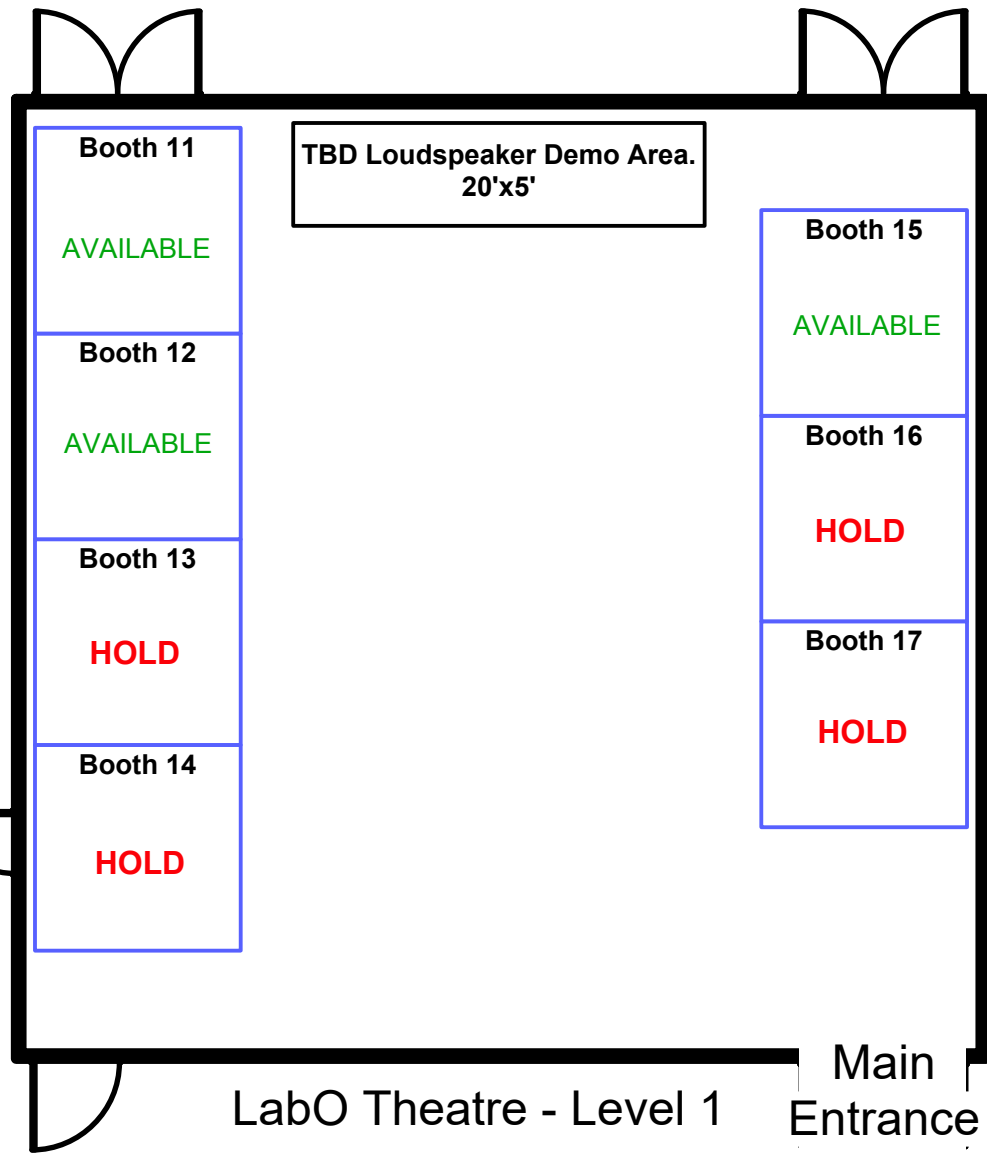 Booth 11
AVAILABLE
TBD Loudspeaker Demo Area.
20'x5'
Booth 12
AVAILABLE
Booth 13
HOLD
Booth 14
HOLD
Booth 15
AVAILABLE
Booth 16
HOLD
Booth 17
HOLD
LabO Theatre - Level 1
Main
Entrance